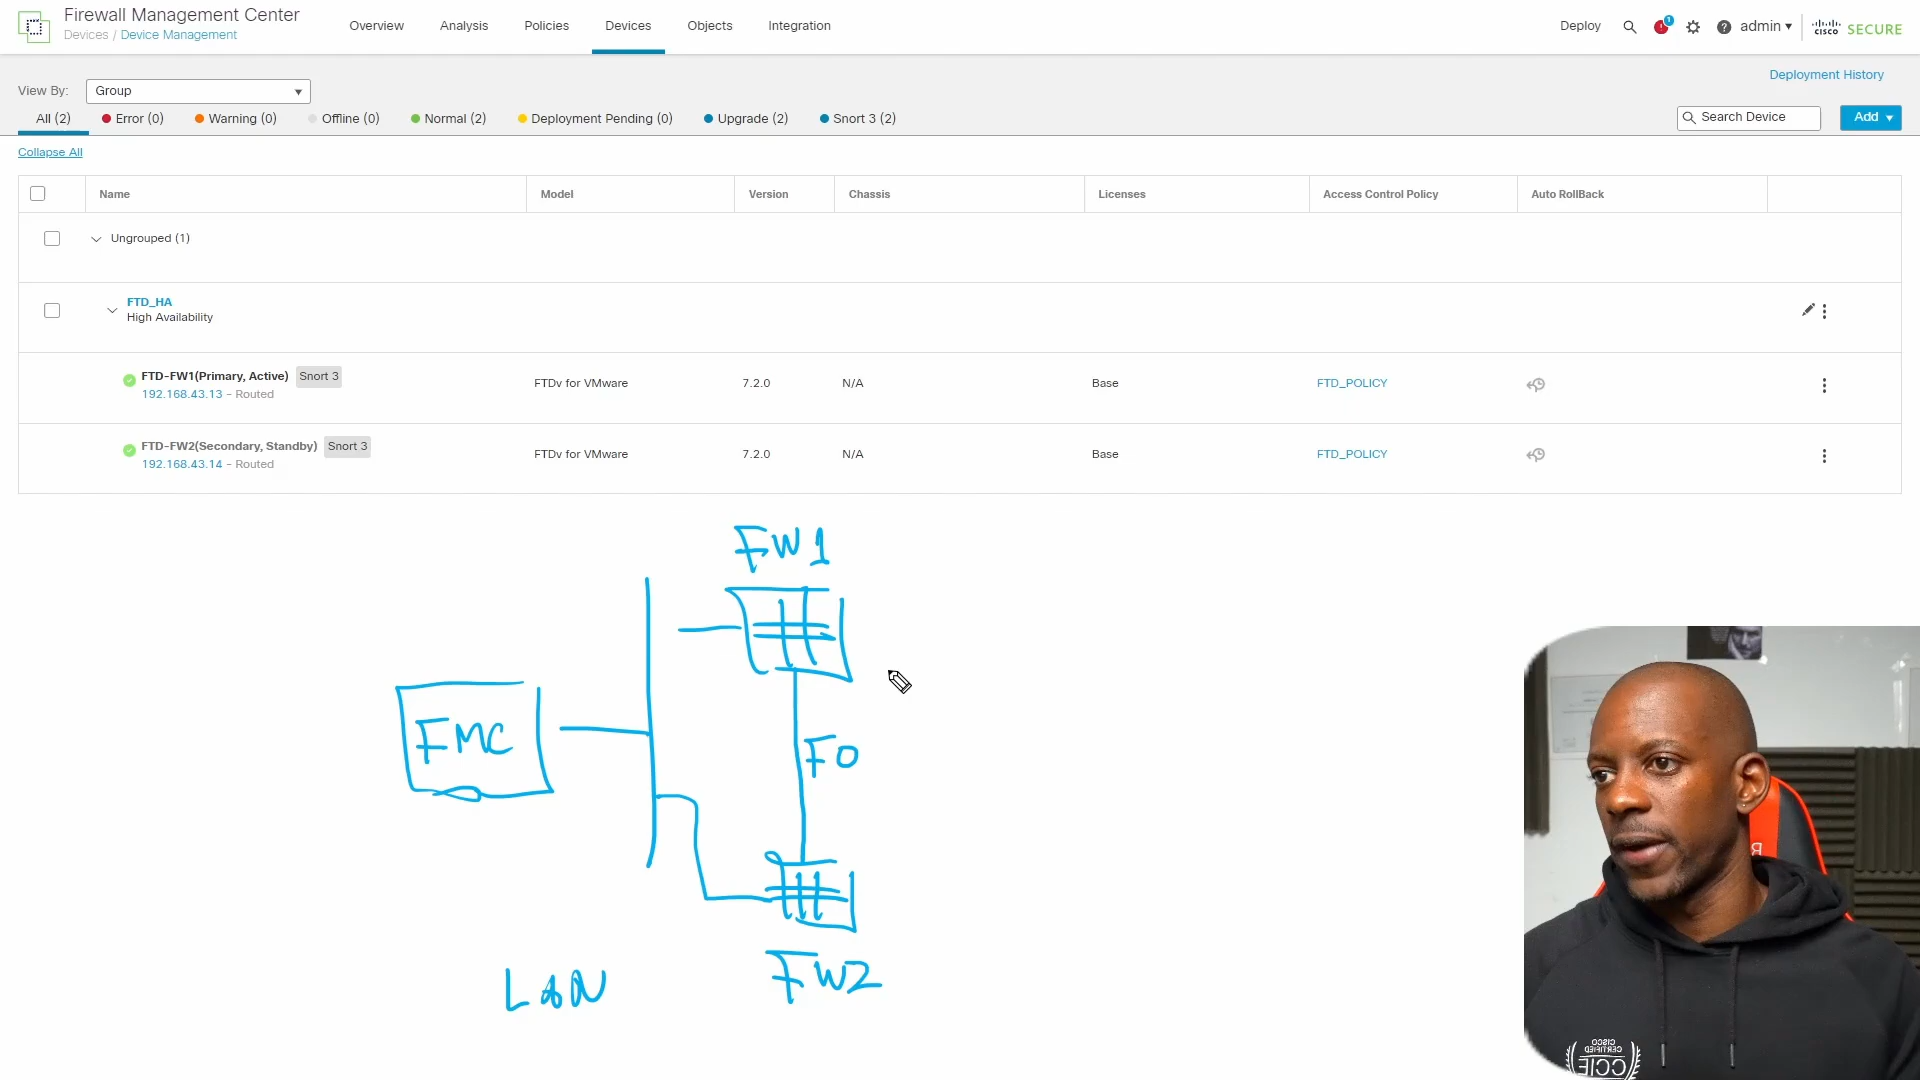 Firewall Management Center
Devices / Device Management
Overview
Analysis
Policies
Devices
Objects
Integration
Deploy
1
admin
CISCO SECURE
Deployment History
View By:
Group
All (2)
Error (0)
Warning (0)
Offline (0)
Normal (2)
Deployment Pending (0)
Upgrade (2)
Snort 3 (2)
Search Device
Add
Collapse All
Name
Model
Version
Chassis
Licenses
Access Control Policy
Auto RollBack
Ungrouped (1)
FTD_HA
High Availability
FTD-FW1(Primary, Active) Snort 3
192.168.43.13 - Routed
FTDv for VMware
7.2.0
N/A
Base
FTD_POLICY
FTD-FW2(Secondary, Standby) Snort 3
192.168.43.14 - Routed
FTDv for VMware
7.2.0
N/A
Base
FTD_POLICY
FW1
FMC
FO
FW2
LAN
CISCO
CERTIFIED
CCIE